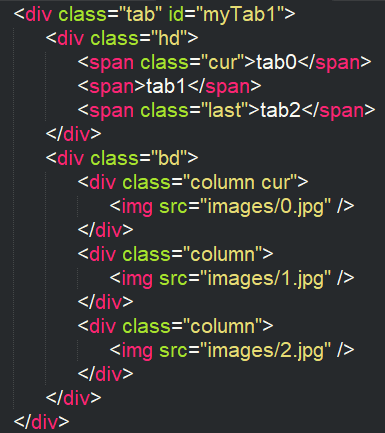 <div class="tab" id="myTab1">
<div class="hd">
<span class="cur">tab0</span>
<span>tab1</span>
<span class="last">tab2</span>
</div>
<div class="bd">
<div class="column cur">
<img src="images/0.jpg" />
</div>
<div class="column">
<img src="images/1.jpg" />
</div>
<div class="column">
<img src="images/2.jpg" />
</div>
</div>
</div>